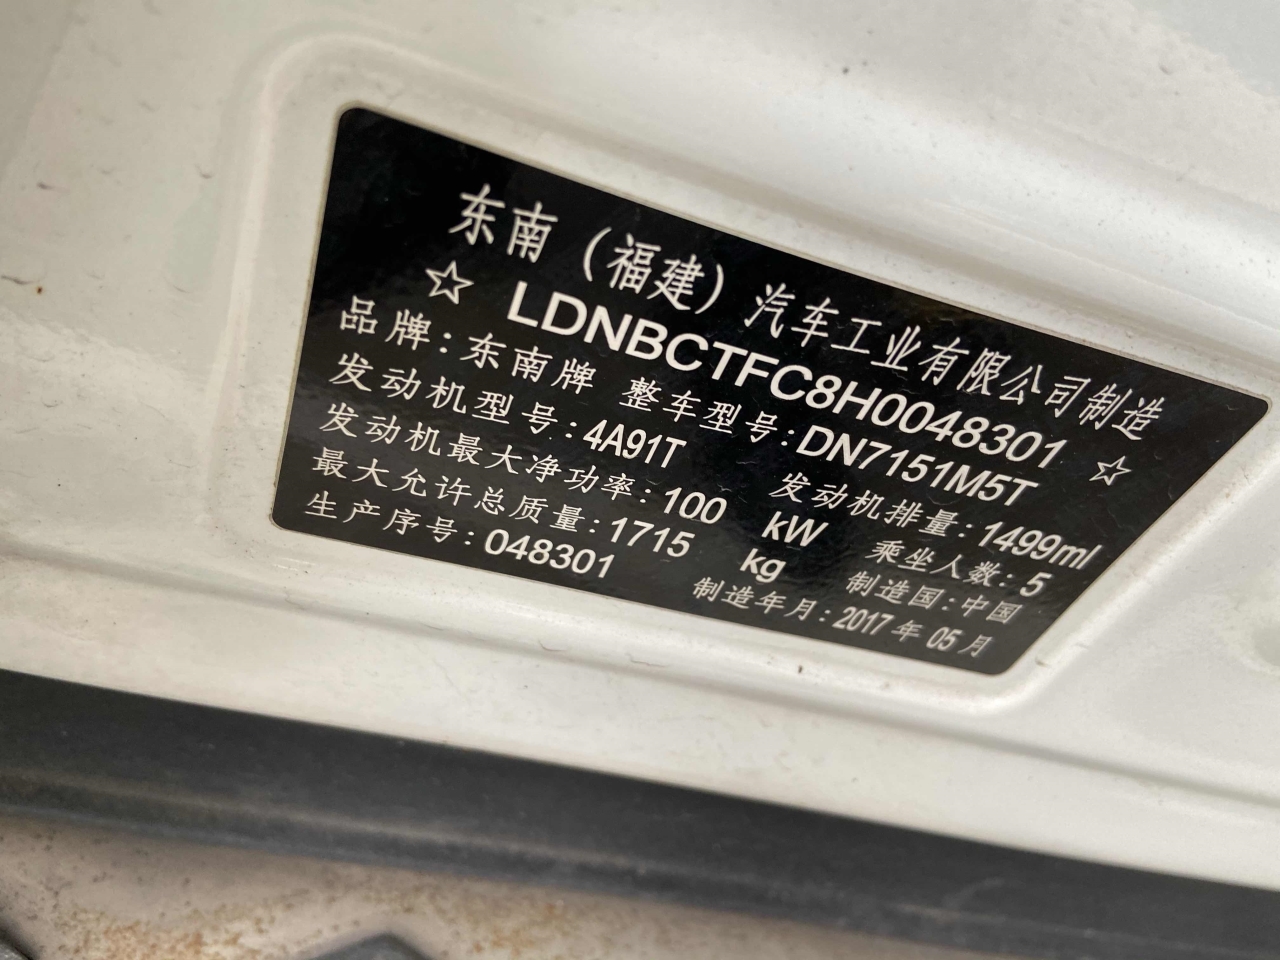 东南（福建）汽车工业有限公司制造
☆ LDNBCTFC8H0048301 ☆
品牌：东南牌 整车型号：DN7151M5T
发动机型号：4A91T 发动机排量：1499ml
发动机最大净功率：100 kW 乘坐人数：5
最大允许总质量：1715 kg 制造国：中国
生产序号：048301 制造年月：2017年05月